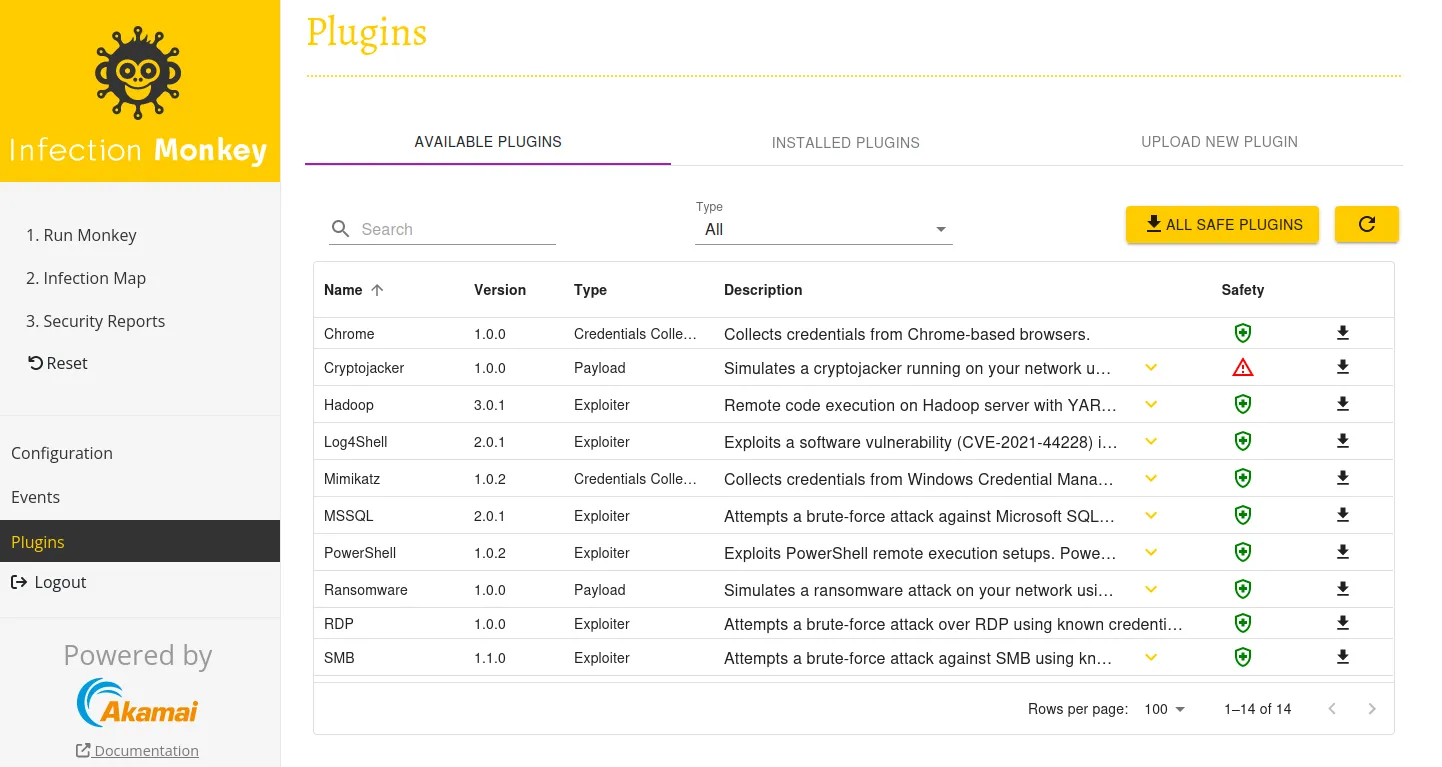 Infection Monkey
1. Run Monkey
2. Infection Map
3. Security Reports
Reset
Configuration
Events
Plugins
Logout
Powered by
Akamai
Documentation
Plugins
AVAILABLE PLUGINS INSTALLED PLUGINS UPLOAD NEW PLUGIN
Type
Search All ALL SAFE PLUGINS
Name Version Type Description Safety
Chrome 1.0.0 Credentials Colle… Collects credentials from Chrome-based browsers.
Cryptojacker 1.0.0 Payload Simulates a cryptojacker running on your network u…
Hadoop 3.0.1 Exploiter Remote code execution on Hadoop server with YAR…
Log4Shell 2.0.1 Exploiter Exploits a software vulnerability (CVE-2021-44228) i…
Mimikatz 1.0.2 Credentials Colle… Collects credentials from Windows Credential Mana…
MSSQL 2.0.1 Exploiter Attempts a brute-force attack against Microsoft SQL…
PowerShell 1.0.2 Exploiter Exploits PowerShell remote execution setups. Powe…
Ransomware 1.0.0 Payload Simulates a ransomware attack on your network usi…
RDP 1.0.0 Exploiter Attempts a brute-force attack over RDP using known credenti…
SMB 1.1.0 Exploiter Attempts a brute-force attack against SMB using kn…
Rows per page: 100 1–14 of 14